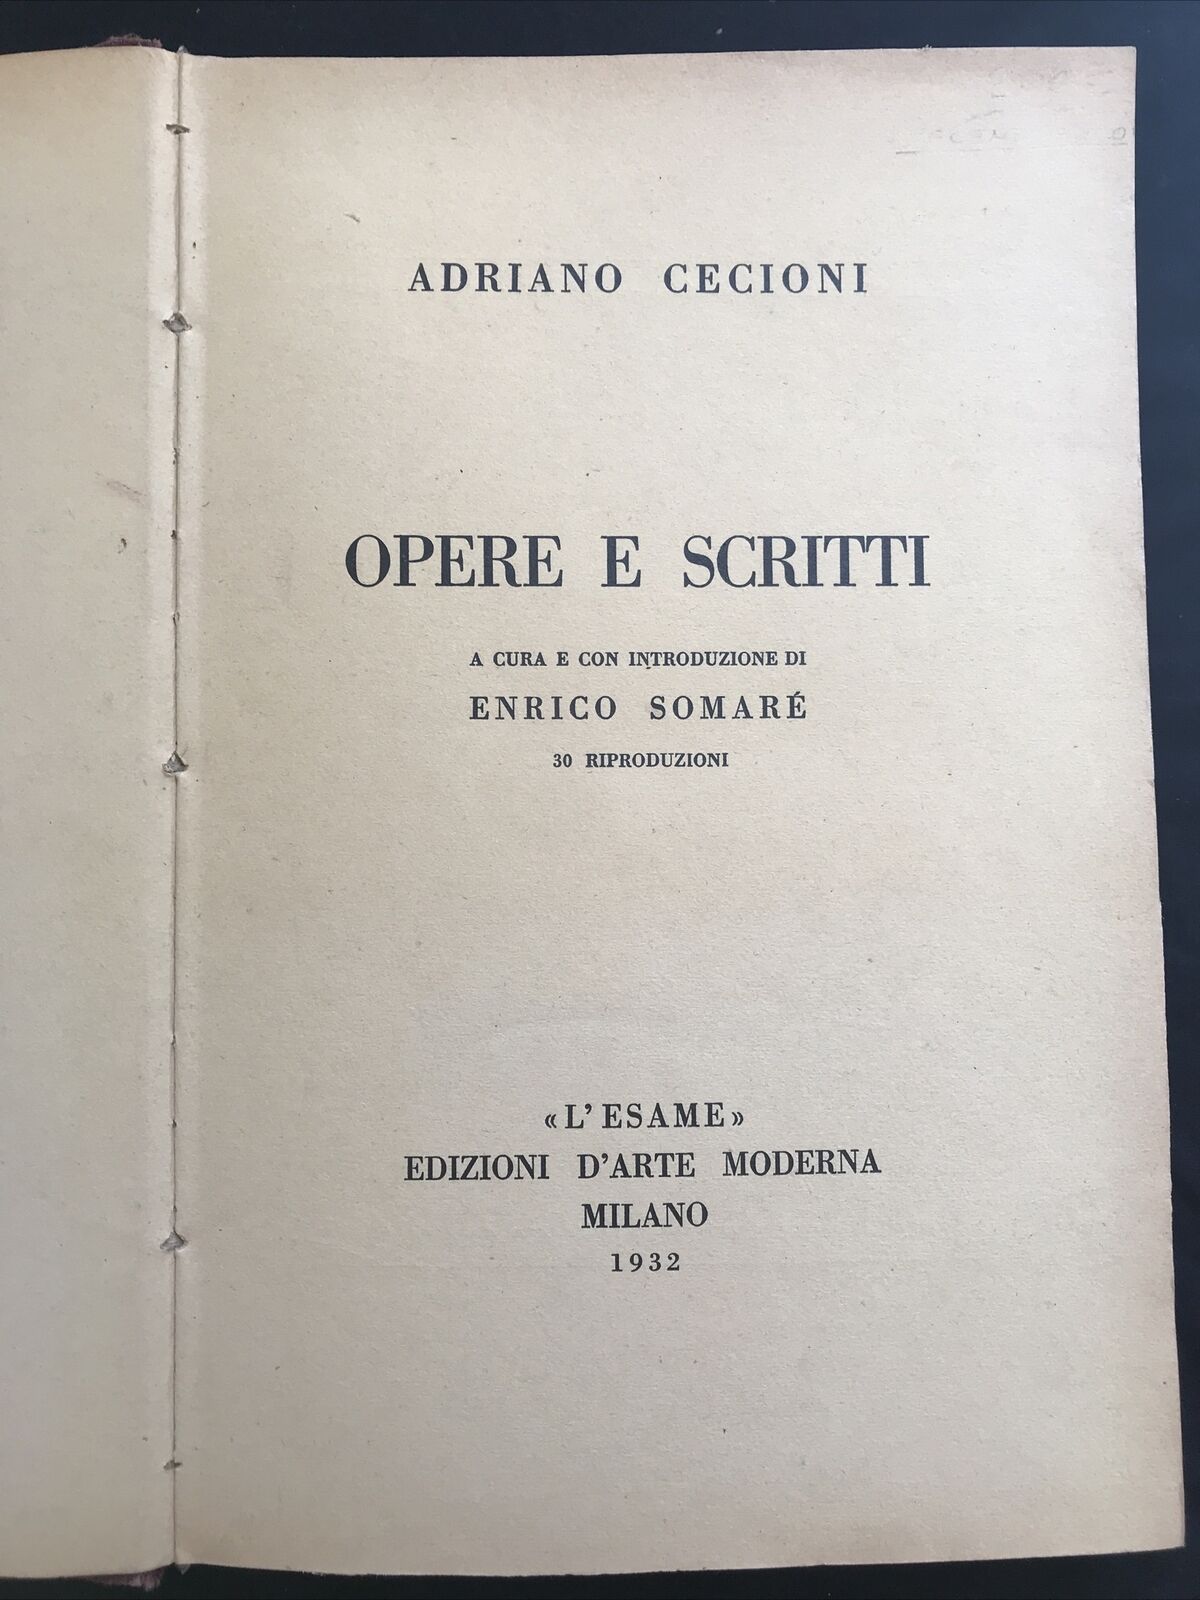 ADRIANO CECIONI
OPERE E SCRITTI
A CURA E CON INTRODUZIONE DI
ENRICO SOMARÉ
30 RIPRODUZIONI
«L'ESAME»
EDIZIONI D'ARTE MODERNA
MILANO
1932